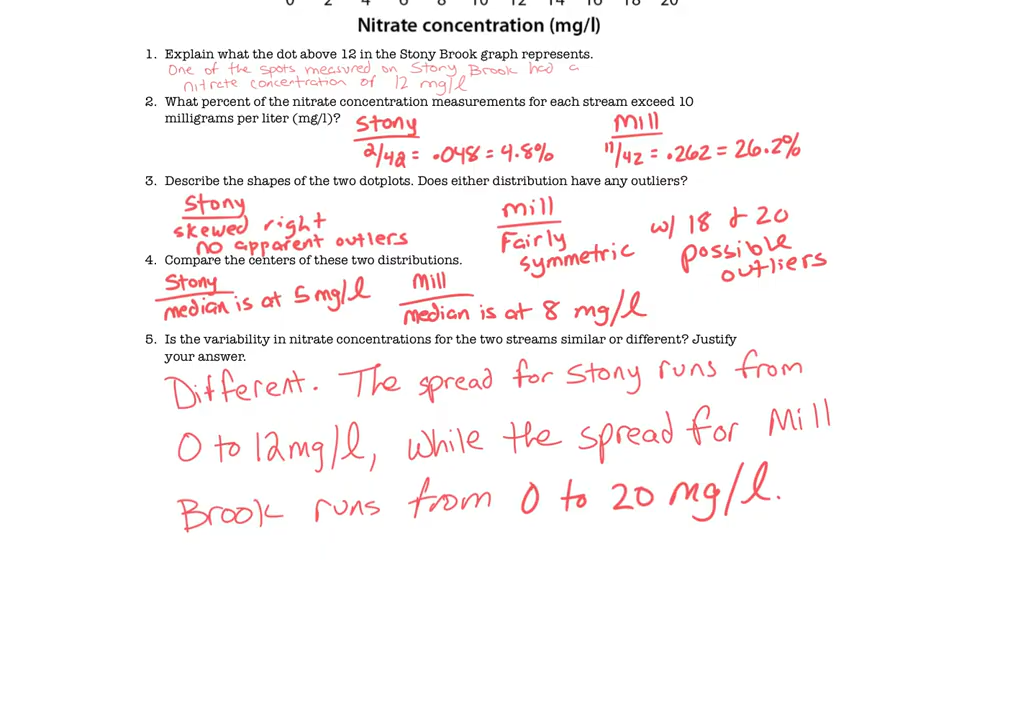 0 2 4 6 8 10 12 14 16 18 20
Nitrate concentration (mg/l)
1. Explain what the dot above 12 in the Stony Brook graph represents.
One of the spots measured on Stony Brook had a
nitrate concentration of 12 mg/l
2. What percent of the nitrate concentration measurements for each stream exceed 10
milligrams per liter (mg/l)?
Stony
2/42 = .048 = 4.8%
Mill
11/42 = .262 = 26.2%
3. Describe the shapes of the two dotplots. Does either distribution have any outliers?
Stony
skewed right
no apparent outlers
Mill
Fairly
symmetric
w/ 18 & 20
possible
outliers
4. Compare the centers of these two distributions.
Stony
median is at 5 mg/l
Mill
median is at 8 mg/l
5. Is the variability in nitrate concentrations for the two streams similar or different? Justify
your answer.
Different. The spread for Stony runs from
0 to 12 mg/l, while the spread for Mill
Brook runs from 0 to 20 mg/l.